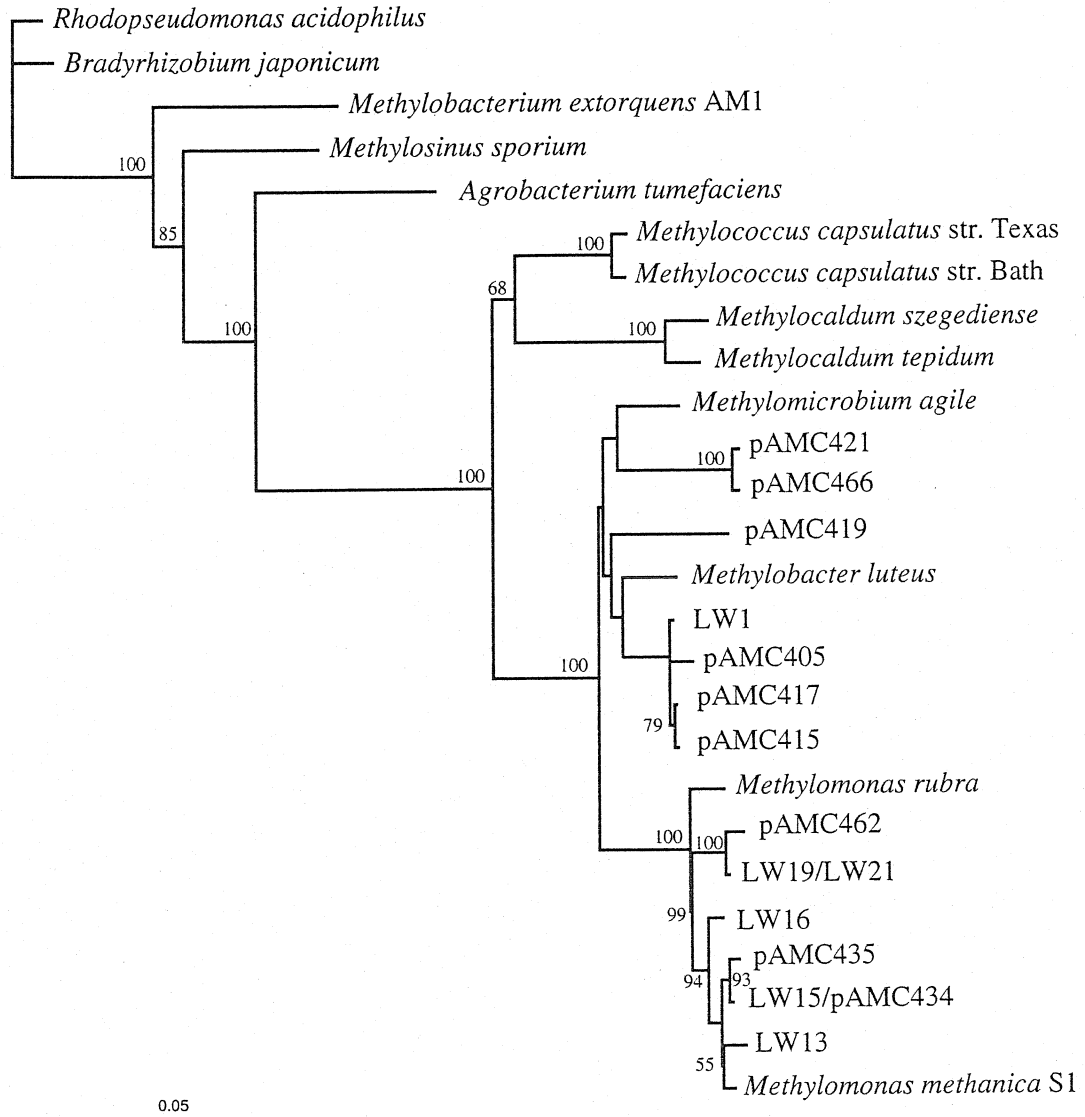 Rhodopseudomonas acidophilus
Bradyrhizobium japonicum
Methylobacterium extorquens AM1
Methylosinus sporium
100
Agrobacterium tumefaciens
85
Methylococcus capsulatus str. Texas
100
Methylococcus capsulatus str. Bath
68
Methylocaldum szegediense
100
100
Methylocaldum tepidum
Methylomicrobium agile
pAMC421
100
100
pAMC466
pAMC419
Methylobacter luteus
LW1
pAMC405
100
pAMC417
79
pAMC415
Methylomonas rubra
pAMC462
100
100
LW19/LW21
99
LW16
pAMC435
94
93
LW15/pAMC434
LW13
55
Methylomonas methanica S1
0.05